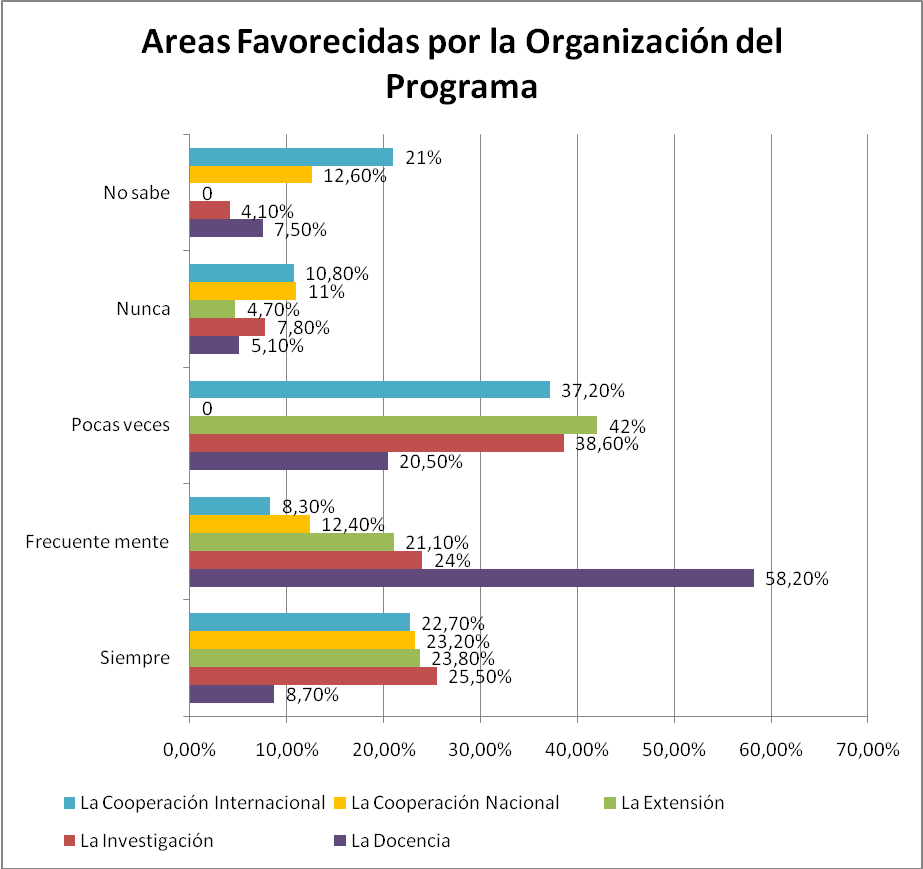 Areas Favorecidas por la Organización del
Programa
No sabe
21%
12,60%
0
4,10%
7,50%
Nunca
10,80%
11%
4,70%
7,80%
5,10%
Pocas veces
37,20%
0
42%
38,60%
20,50%
Frecuente mente
8,30%
12,40%
21,10%
24%
58,20%
Siempre
22,70%
23,20%
23,80%
25,50%
8,70%
0,00% 10,00% 20,00% 30,00% 40,00% 50,00% 60,00% 70,00%
La Cooperación Internacional La Cooperación Nacional La Extensión
La Investigación La Docencia